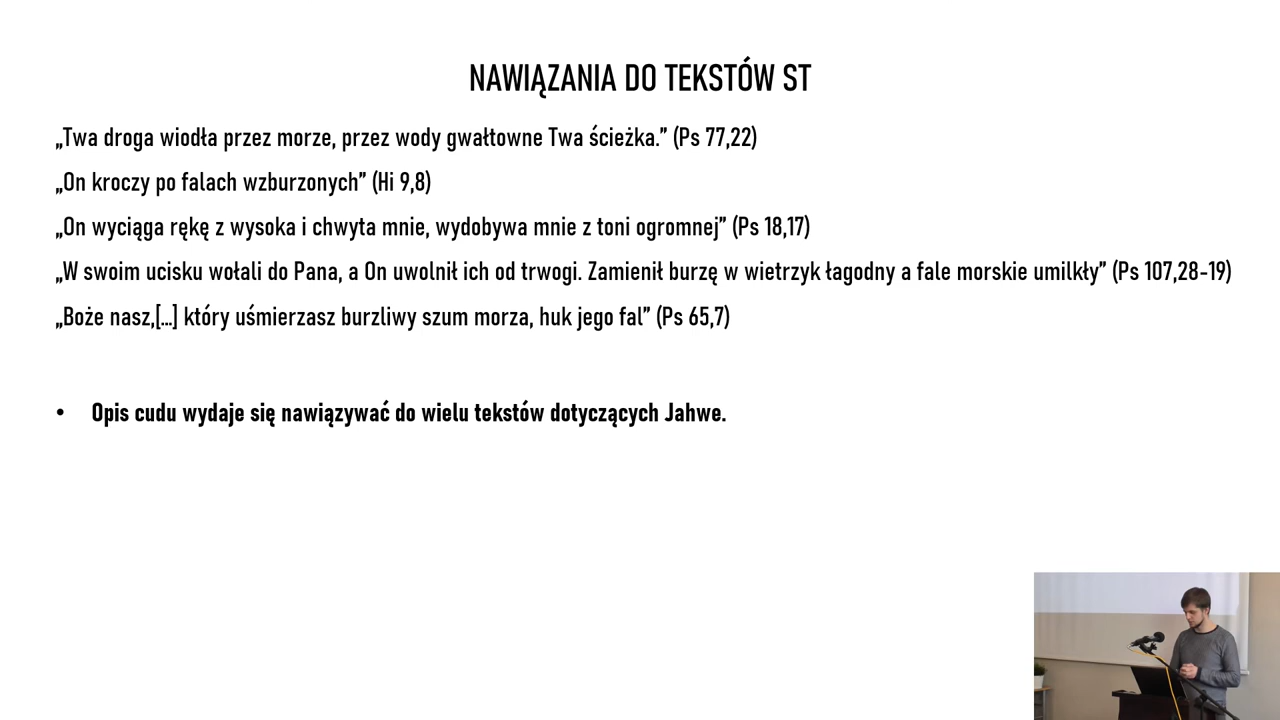 NAWIĄZANIA DO TEKSTÓW ST
„Twa droga wiodła przez morze, przez wody gwałtowne Twa ścieżka.” (Ps 77,22)
„On kroczy po falach wzburzonych” (Hi 9,8)
„On wyciąga rękę z wysoka i chwyta mnie, wydobywa mnie z toni ogromnej” (Ps 18,17)
„W swoim ucisku wołali do Pana, a On uwolnił ich od trwogi. Zamienił burzę w wietrzyk łagodny a fale morskie umilkły” (Ps 107,28-19)
„Boże nasz,[…] który uśmierzasz burzliwy szum morza, huk jego fal” (Ps 65,7)
• Opis cudu wydaje się nawiązywać do wielu tekstów dotyczących Jahwe.